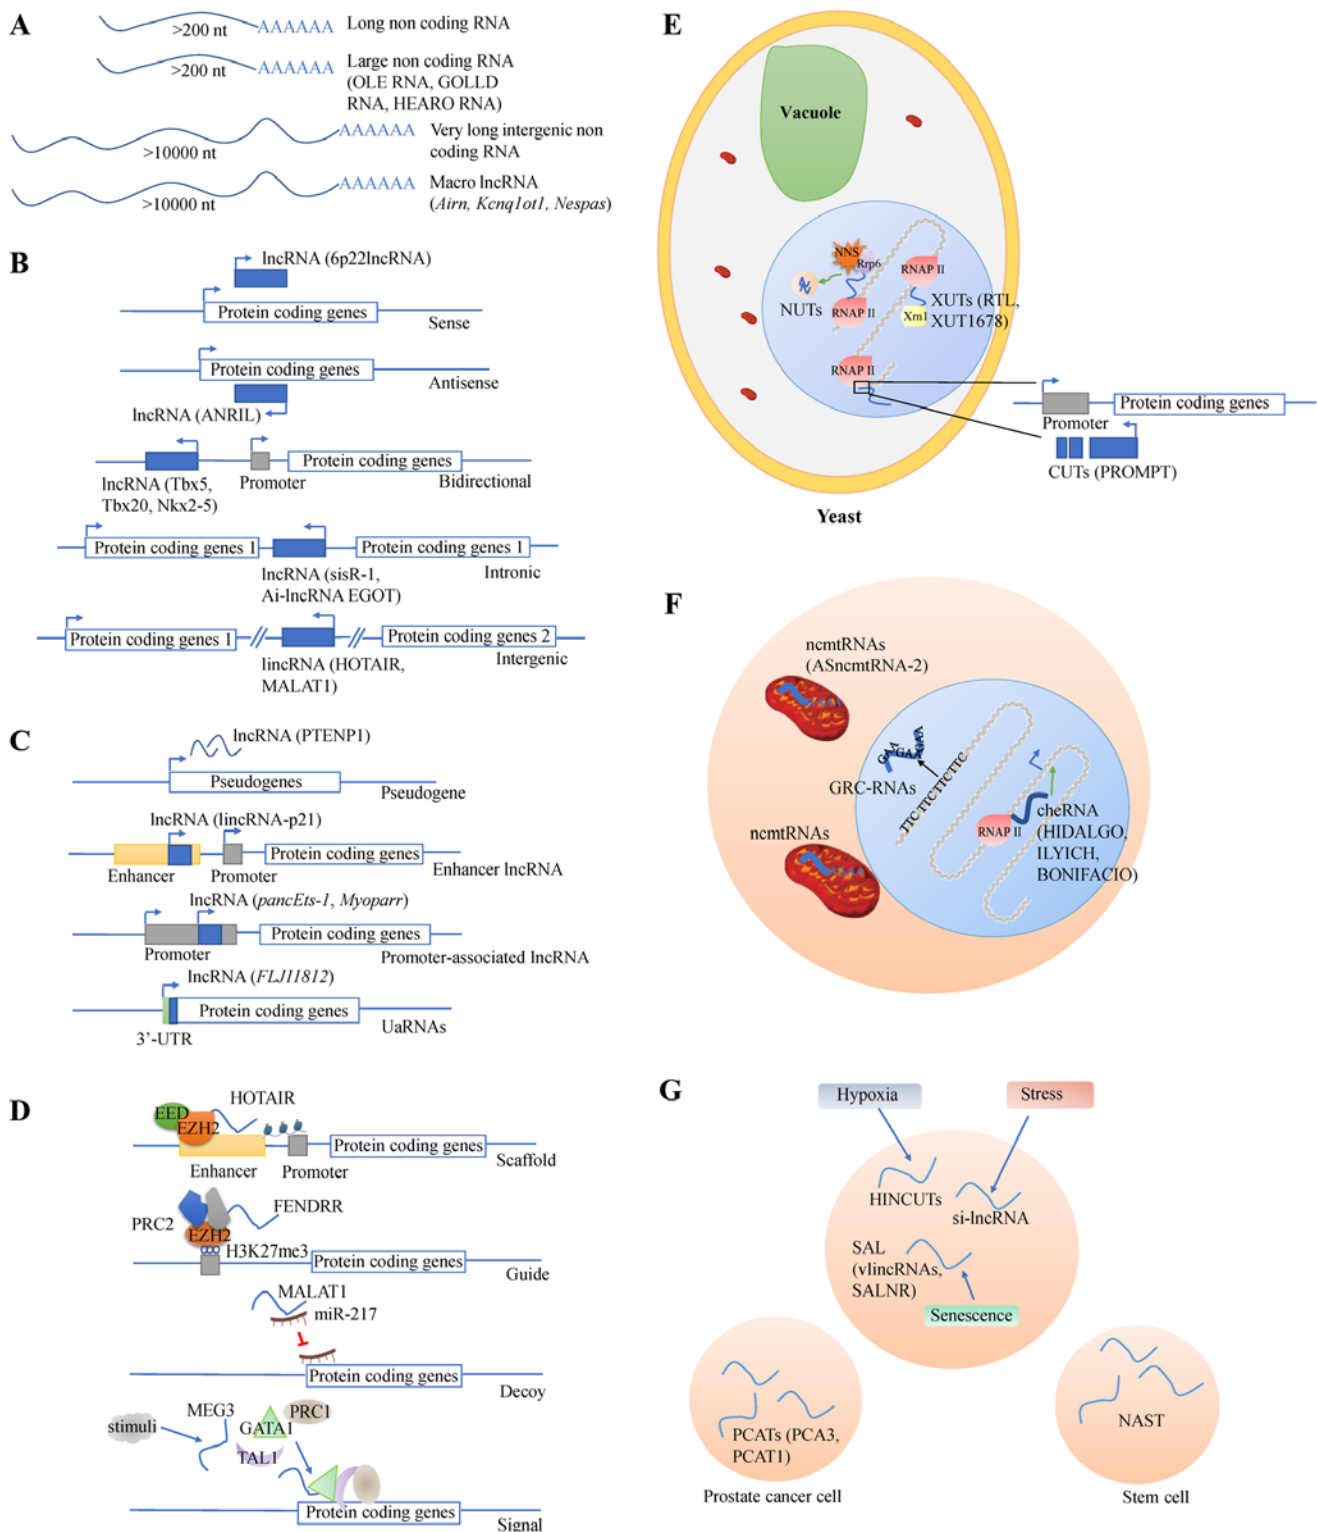 A
>200 nt
AAAAAA
Long non coding RNA
>200 nt
AAAAAA
Large non coding RNA
(OLE RNA, GOLLD
RNA, HEARO RNA)
>10000 nt
AAAAAA
Very long intergenic non
coding RNA
>10000 nt
AAAAAA
Macro lncRNA
(Airn, Kcnq1ot1, Nespas)
B
lncRNA (6p22lncRNA)
Protein coding genes
Sense
Protein coding genes
Antisense
lncRNA (ANRIL)
Protein coding genes
lncRNA (Tbx5,
Tbx20, Nkx2-5)
Promoter
Bidirectional
Protein coding genes 1
Protein coding genes 1
lncRNA (sisR-1,
Ai-lncRNA EGOT)
Intronic
Protein coding genes 1
Protein coding genes 2
lincRNA (HOTAIR,
MALAT1)
Intergenic
C
lncRNA (PTENP1)
Pseudogenes
Pseudogene
lncRNA (lincRNA-p21)
Protein coding genes
Enhancer
Promoter
Enhancer lncRNA
lncRNA (pancEts-1, Myoparr)
Protein coding genes
Promoter
Promoter-associated lncRNA
lncRNA (FLJ11812)
Protein coding genes
UaRNAs
3’-UTR
D
HOTAIR
EED
EZH2
Protein coding genes
Enhancer
Promoter
Scaffold
FENDRR
PRC2
EZH2
H3K27me3
Protein coding genes
Guide
MALAT1
miR-217
Protein coding genes
Decoy
MEG3
PRC1
stimuli
GATA1
TAL1
Protein coding genes
Signal
E
Vacuole
NNS
Rrp6
RNAP II
NUTs
RNAP II
XUTs (RTL,
XUT1678)
Xrn1
RNAP II
Protein coding genes
Promoter
CUTs (PROMPT)
Yeast
F
ncmtRNAs
(ASncmtRNA-2)
AAAA
GAA
GAA
GAA
GRC-RNAs
TTC TTC TTC TTC
RNAP II
cheRNA
(HIDALGO,
ILYICH,
BONIFACIO)
ncmtRNAs
AAAA
G
Hypoxia
Stress
HINCUTs
si-lncRNA
SAL
(vlincRNAs,
SALNR)
Senescence
PCATs (PCA3,
PCAT1)
Prostate cancer cell
NAST
Stem cell